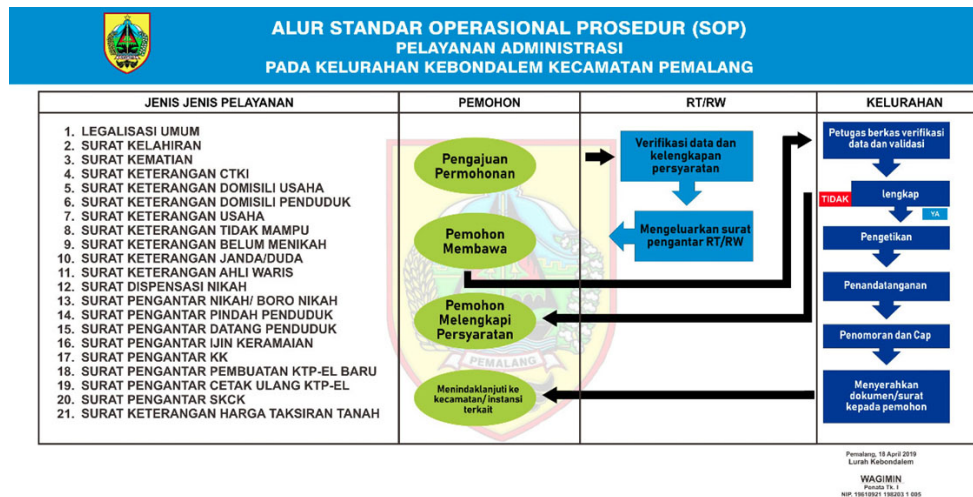 ALUR STANDAR OPERASIONAL PROSEDUR (SOP)
PELAYANAN ADMINISTRASI
PADA KELURAHAN KEBONDALEM KECAMATAN PEMALANG
JENIS JENIS PELAYANAN
1. LEGALISASI UMUM
2. SURAT KELAHIRAN
3. SURAT KEMATIAN
4. SURAT KETERANGAN CTKI
5. SURAT KETERANGAN DOMISILI USAHA
6. SURAT KETERANGAN DOMISILI PENDUDUK
7. SURAT KETERANGAN USAHA
8. SURAT KETERANGAN TIDAK MAMPU
9. SURAT KETERANGAN BELUM MENIKAH
10. SURAT KETERANGAN JANDA/DUDA
11. SURAT KETERANGAN AHLI WARIS
12. SURAT DISPENSASI NIKAH
13. SURAT PENGANTAR NIKAH/ BORO NIKAH
14. SURAT PENGANTAR PINDAH PENDUDUK
15. SURAT PENGANTAR DATANG PENDUDUK
16. SURAT PENGANTAR IJIN KERAMAIAN
17. SURAT PENGANTAR KK
18. SURAT PENGANTAR PEMBUATAN KTP-EL BARU
19. SURAT PENGANTAR CETAK ULANG KTP-EL
20. SURAT PENGANTAR SKCK
21. SURAT KETERANGAN HARGA TAKSIRAN TANAH
PEMOHON
Pengajuan
Permohonan
Pemohon
Membawa
Pemohon
Melengkapi
Persyaratan
PEMALANG
Menindaklanjuti ke
kecamatan/instansi
terkait
RT/RW
Verifikasi data dan
kelengkapan
persyaratan
Mengeluarkan surat
pengantar RT/RW
KELURAHAN
Petugas berkas verifikasi
data dan validasi
TIDAK
lengkap
YA
Pengetikan
Penandatanganan
Penomoran dan Cap
Menyerahkan
dokumen/surat
kepada pemohon
Pemalang, 18 April 2019
Lurah Kebondalem
WAGIMIN
Penata Tk. I
NIP. 19610921 198203 1 005